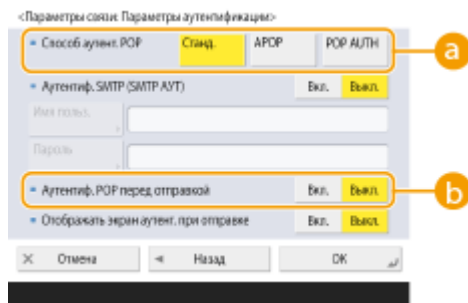 <Параметры связи: Параметры аутентификации>
Способ аутент. POP Станд. APOP POP AUTH
a
Аутентиф. SMTP (SMTP АУТ) Вкл. Выкл.
Имя польз.
Пароль
Аутентиф. POP перед отправкой Вкл. Выкл.
b
Отображать экран аутент. при отправке Вкл. Выкл.
Отмена Назад OK